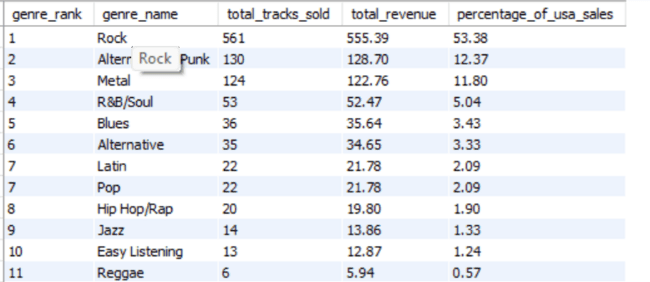 genre_rank genre_name total_tracks_sold total_revenue percentage_of_usa_sales
1 Rock 561 555.39 53.38
2 Altern Rock Punk 130 128.70 12.37
3 Metal 124 122.76 11.80
4 R&B/Soul 53 52.47 5.04
5 Blues 36 35.64 3.43
6 Alternative 35 34.65 3.33
7 Latin 22 21.78 2.09
7 Pop 22 21.78 2.09
8 Hip Hop/Rap 20 19.80 1.90
9 Jazz 14 13.86 1.33
10 Easy Listening 13 12.87 1.24
11 Reggae 6 5.94 0.57